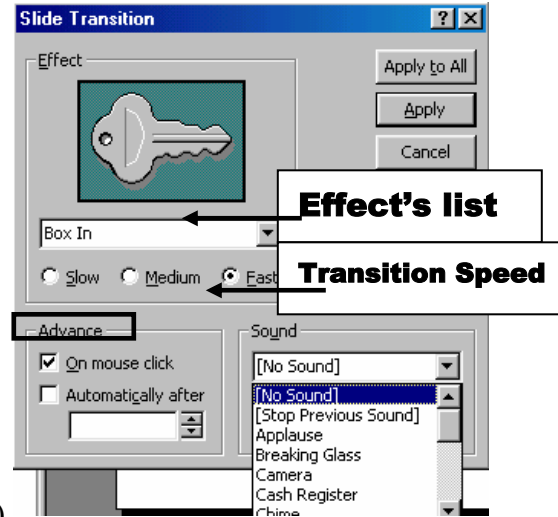 Slide Transition
Effect
Apply to All
Apply
Cancel
Effect's list
Box In
Slow Medium Fast
Transition Speed
Advance
Sound
On mouse click
[No Sound]
Automatically after
[No Sound]
[Stop Previous Sound]
Applause
Breaking Glass
Camera
Cash Register
Chime
)